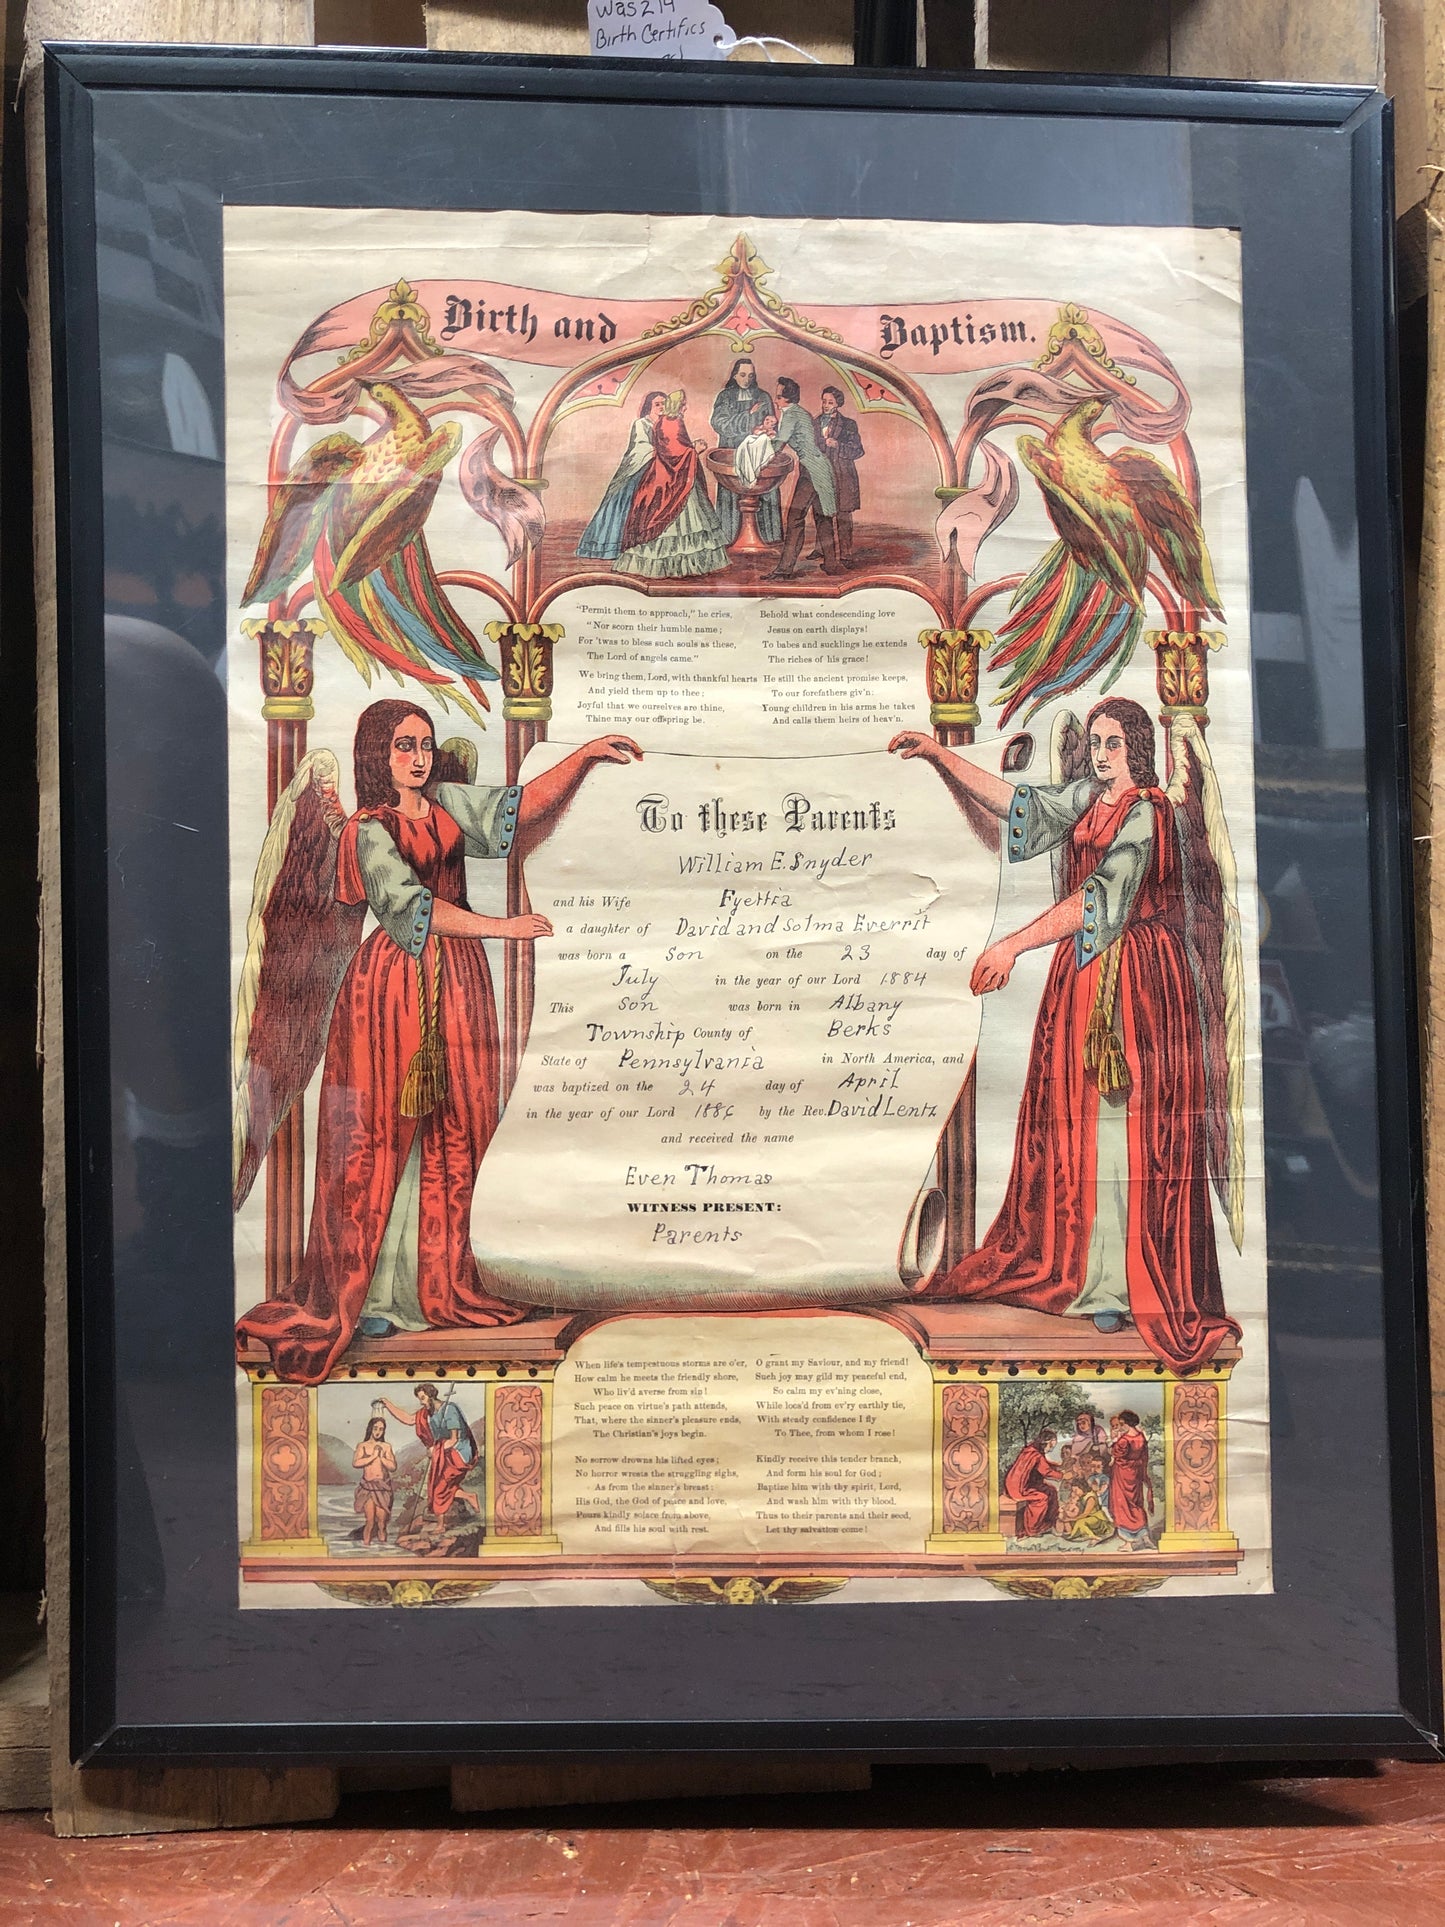 Was 214
Birth Certifics
Birth and Baptism.
"Permit them to approach," he cries,
"Nor scorn their humble name;
For 'twas to bless such souls as these,
The Lord of angels came."
We bring them, Lord, with thankful hearts
And yield them up to thee;
Joyful that we ourselves are thine,
Thine may our offspring be.
Behold what condescending love
Jesus on earth displays!
To babes and sucklings he extends
The riches of his grace!
He still the ancient promise keeps,
To our forefathers giv'n:
Young children in his arms he takes
And calls them heirs of heav'n.
To these Parents
William E. Snyder
and his Wife Fyettia
a daughter of David and Solma Everrit
was born a Son on the 23 day of
July in the year of our Lord 1884
This Son was born in Albany
Township County of Berks
State of Pennsylvania in North America, and
was baptized on the 24 day of April
in the year of our Lord 1886 by the Rev. David Lentz
and received the name
Even Thomas
WITNESS PRESENT:
Parents
When life's tempestuous storms are o'er,
How calm he meets the friendly shore,
Who liv'd averse from sin!
Such peace on virtue's path attends,
That, where the sinner's pleasure ends,
The Christian's joys begin.
No sorrow drowns his lifted eyes;
No horror wrests the struggling sighs,
As from the sinner's breast:
His God, the God of peace and love,
Pours kindly solace from above,
And fills his soul with rest.
O grant my Saviour, and my friend!
Such joy may gild my peaceful end,
So calm my ev'ning close,
While loos'd from ev'ry earthly tie,
With steady confidence I fly
To Thee, from whom I rose!
Kindly receive this tender branch,
And form his soul for God;
Baptize him with thy spirit, Lord,
And wash him with thy blood.
Thus to their parents and their seed,
Let thy salvation come!